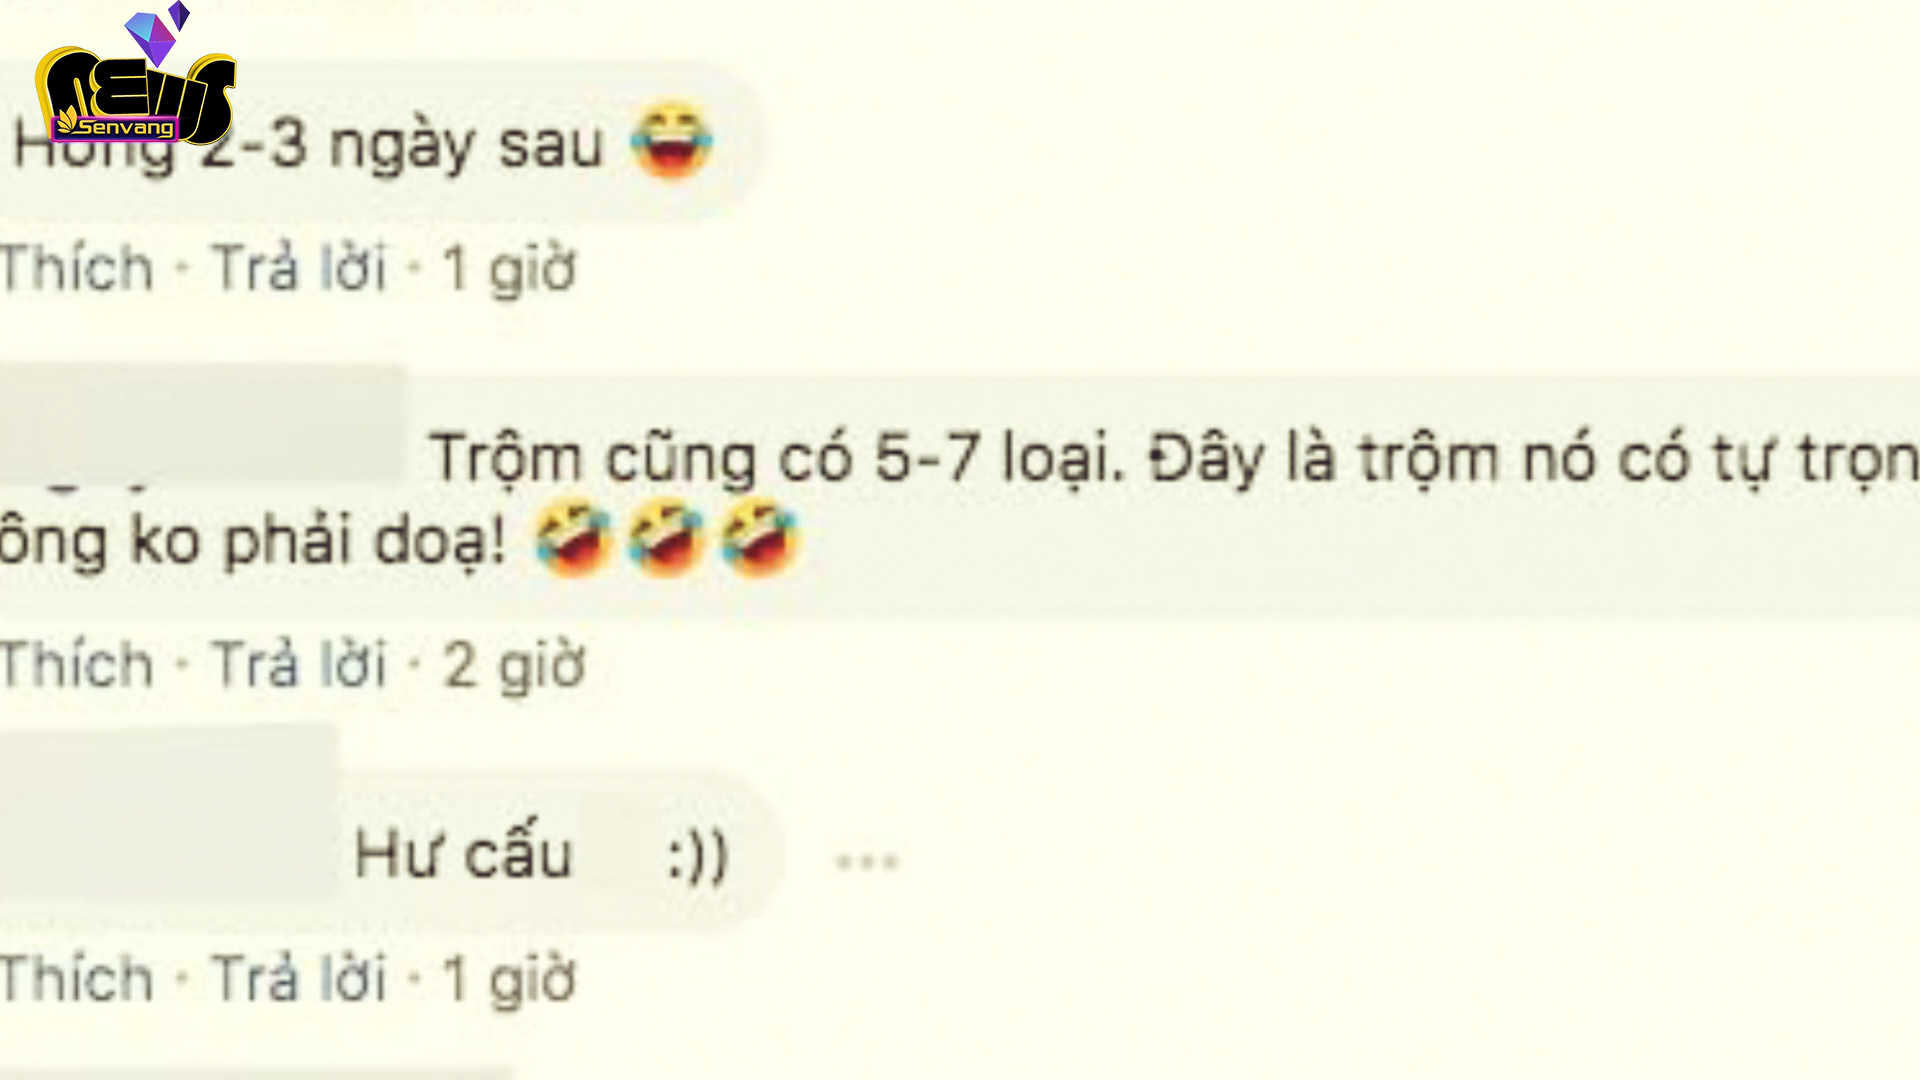 NEWS
Senvang
Hóng 2-3 ngày sau 😂
Thích · Trả lời · 1 giờ
Trộm cũng có 5-7 loại. Đây là trộm nó có tự trọn
ông ko phải doạ! 🤣🤣🤣
Thích · Trả lời · 2 giờ
Hư cấu :))
Thích · Trả lời · 1 giờ